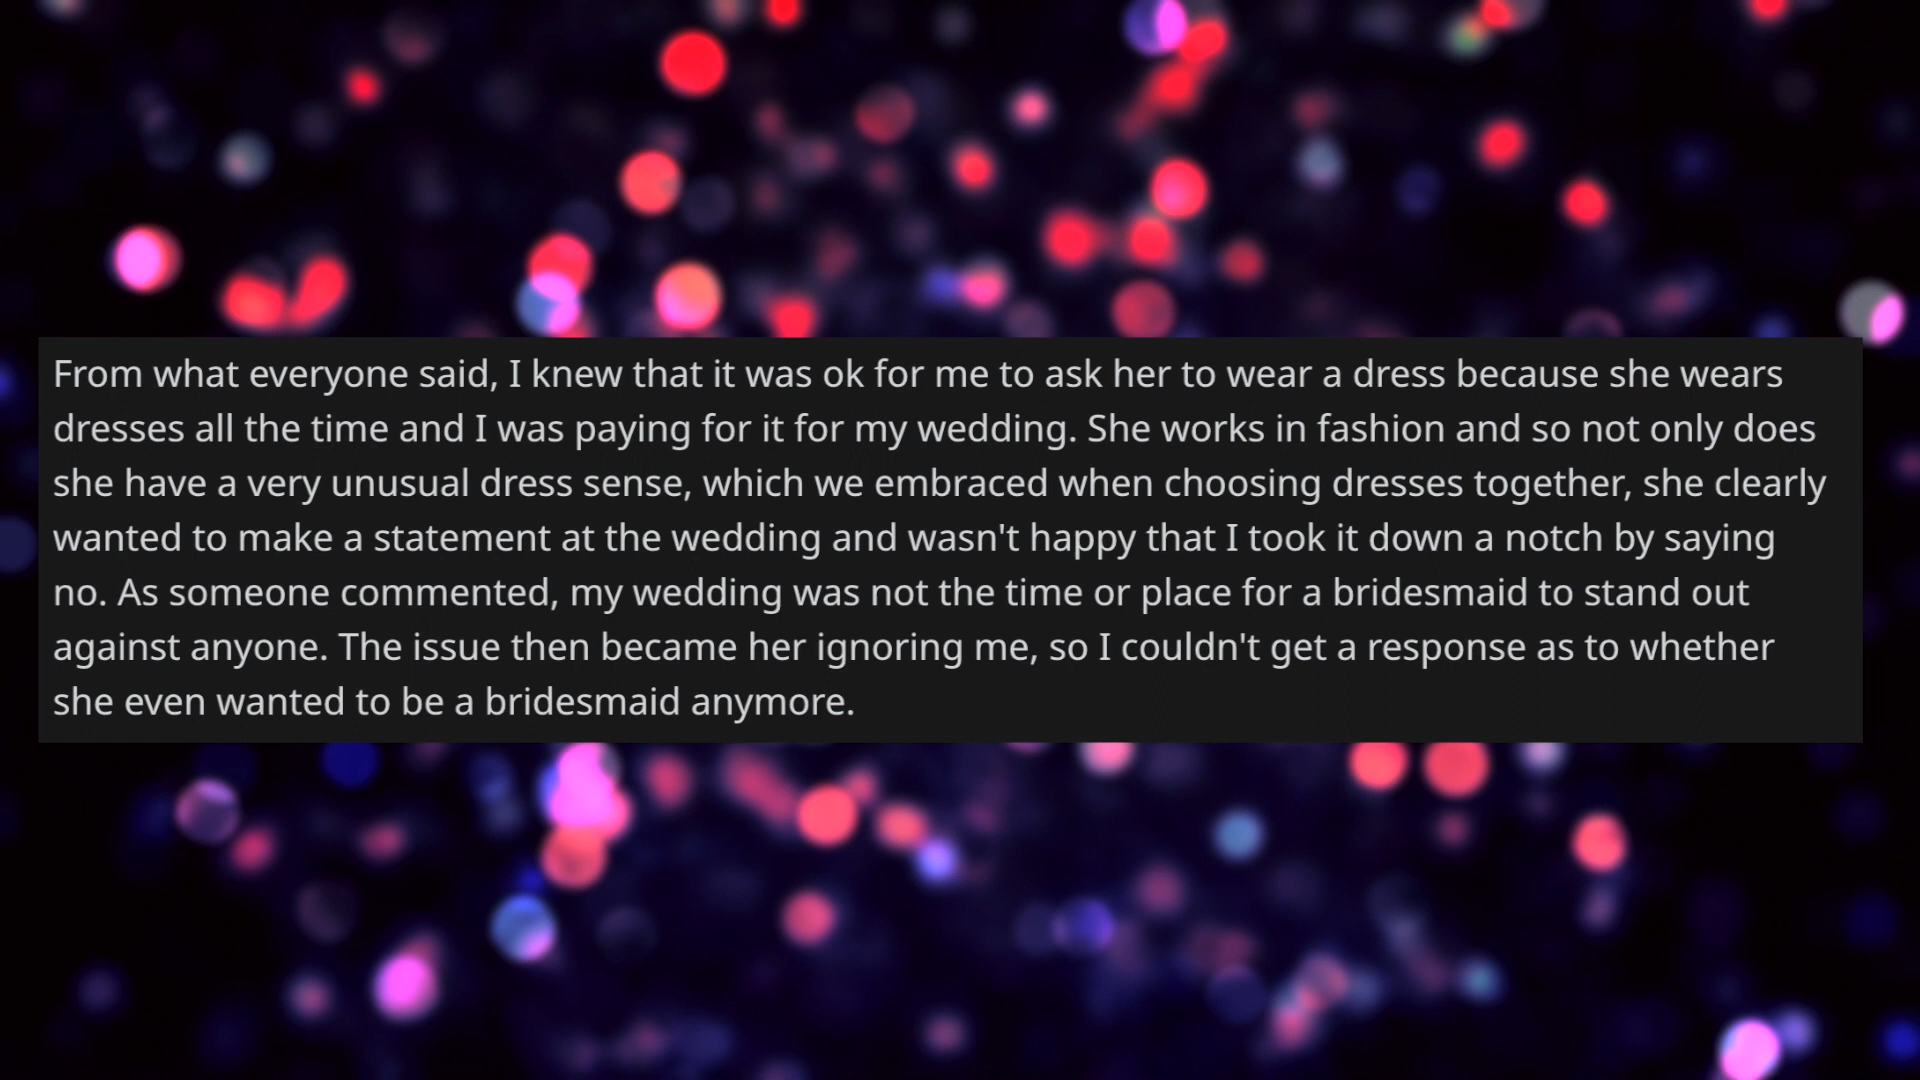 From what everyone said, I knew that it was ok for me to ask her to wear a dress because she wears
dresses all the time and I was paying for it for my wedding. She works in fashion and so not only does
she have a very unusual dress sense, which we embraced when choosing dresses together, she clearly
wanted to make a statement at the wedding and wasn't happy that I took it down a notch by saying
no. As someone commented, my wedding was not the time or place for a bridesmaid to stand out
against anyone. The issue then became her ignoring me, so I couldn't get a response as to whether
she even wanted to be a bridesmaid anymore.